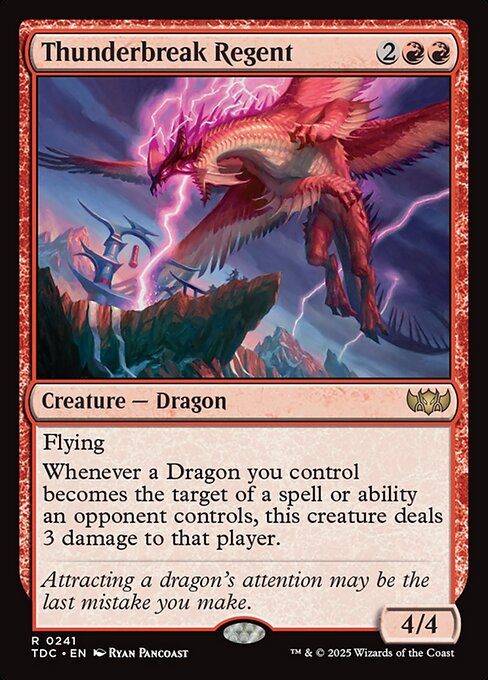 Thunderbreak Regent 2
Creature — Dragon
Flying
Whenever a Dragon you control
becomes the target of a spell or ability
an opponent controls, this creature deals
3 damage to that player.
Attracting a dragon's attention may be the
last mistake you make.
4/4
R 0241
TDC • EN Ryan Pancoast
™ & © 2025 Wizards of the Coast